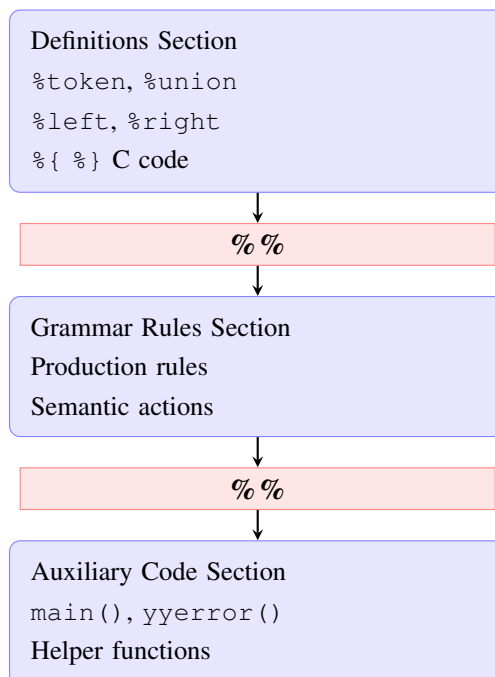 Definitions Section
%token, %union
%left, %right
%{ %} C code
%%
Grammar Rules Section
Production rules
Semantic actions
%%
Auxiliary Code Section
main(), yyerror()
Helper functions